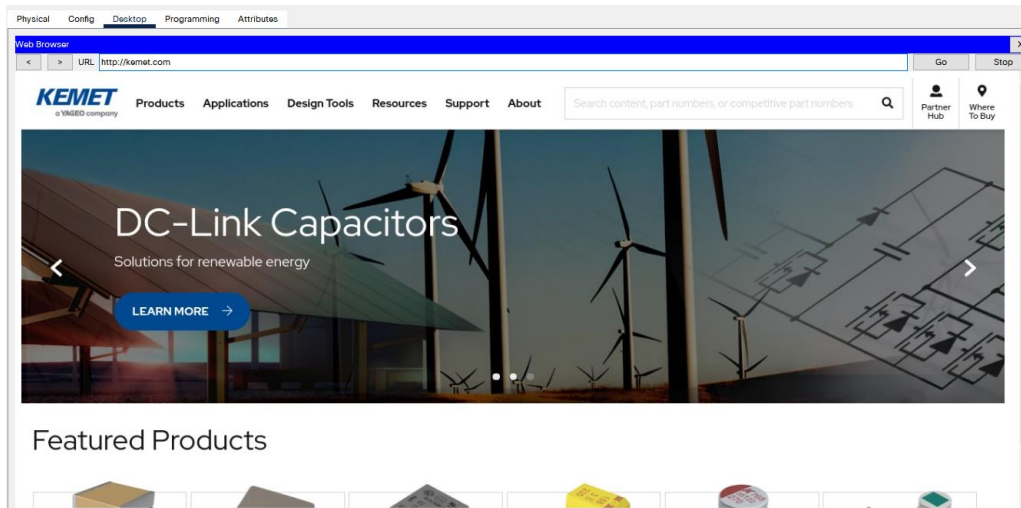 Physical Config Desktop Programming Attributes
Web Browser X
< > URL http://kemet.com Go Stop
KEMET
a YAGEO company
Products Applications Design Tools Resources Support About
Search content, part numbers, or competitive part numbers
Partner
Hub
Where
To Buy
DC-Link Capacitors
Solutions for renewable energy
LEARN MORE →
Featured Products